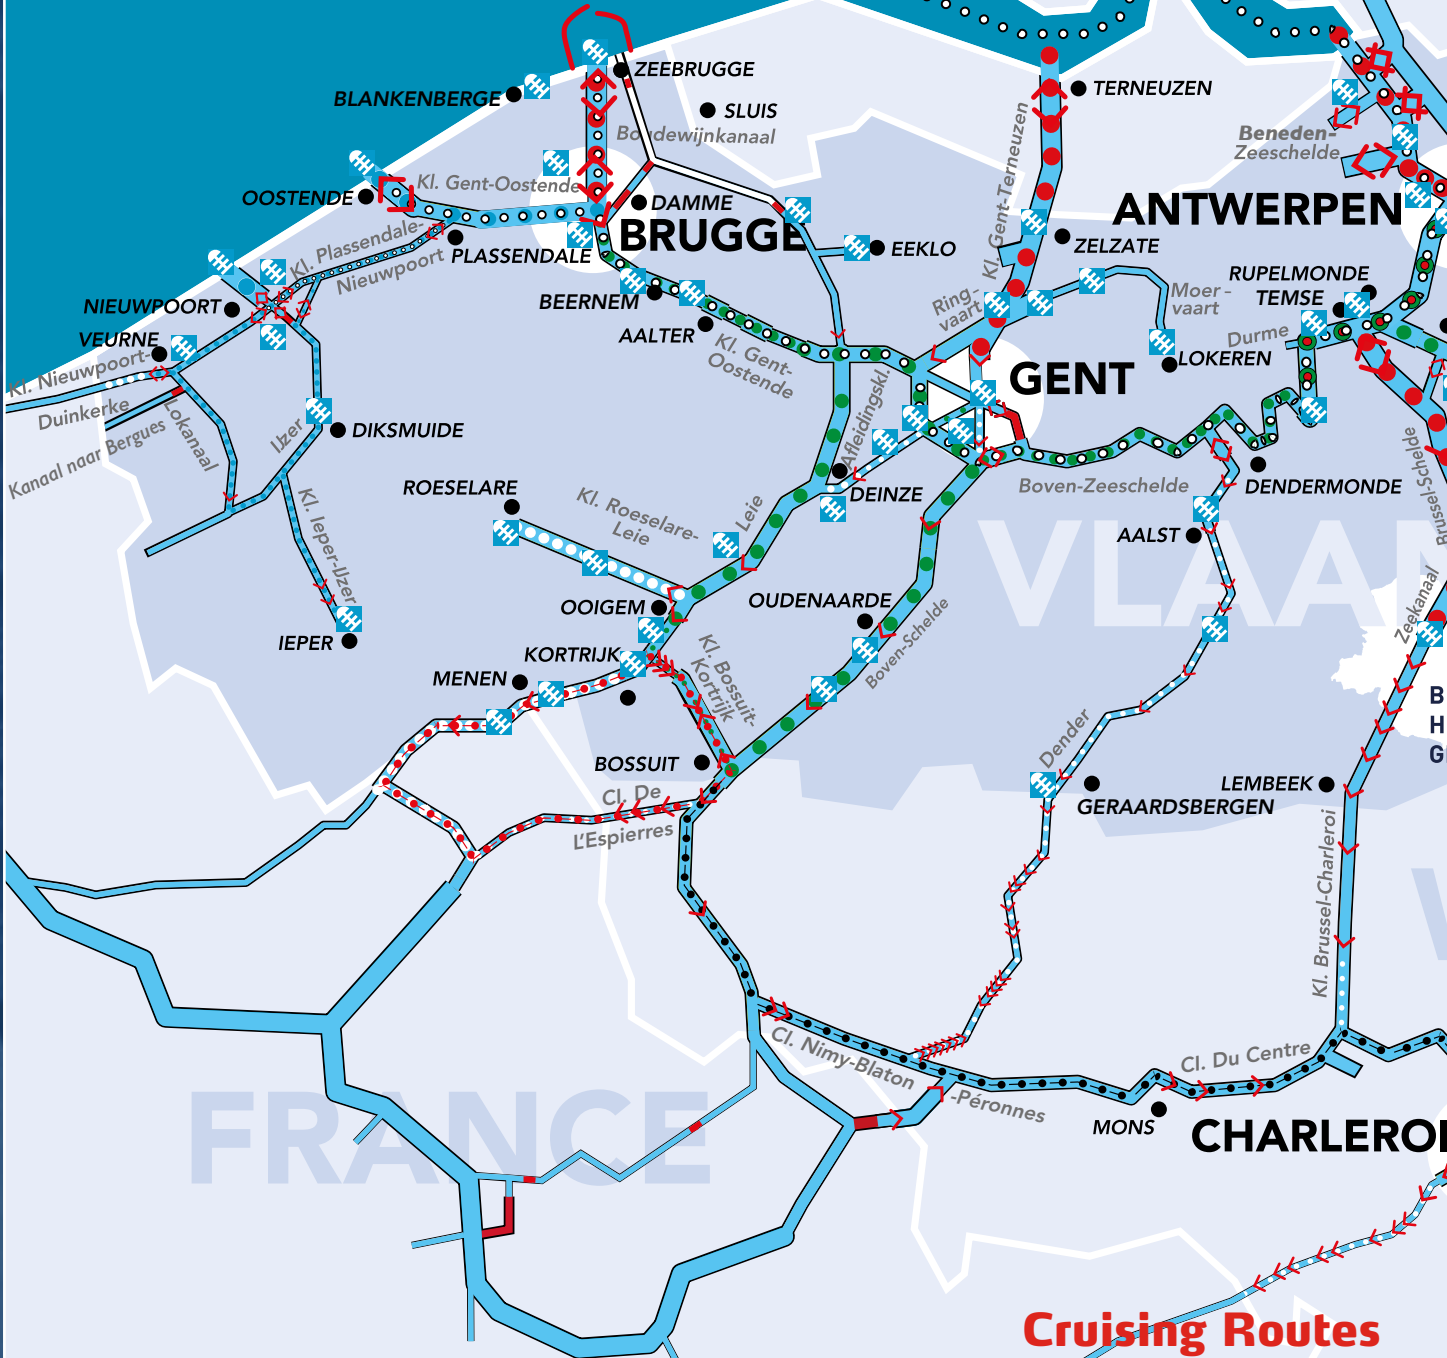 ZEEBRUGGE
BLANKENBERGE
SLUIS
TERNEUZEN
Boudewijnkanaal
Kl. Gent-Terneuzen
Beneden-
Zeeschelde
Kl. Gent-Oostende
OOSTENDE
DAMME
ANTWERPEN
BRUGGE
EEKLO
ZELZATE
Kl. Plassendale-
Nieuwpoort
PLASSENDALE
RUPELMONDE
TEMSE
NIEUWPOORT
BEERNEM
AALTER
Ring-
vaart
Moer-
vaart
Durme
VEURNE
Kl. Nieuwpoort-
Duinkerke
Kl. Gent-
Oostende
LOKEREN
GENT
Kanaal naar Bergues
Lokanaal
IJzer
DIKSMUIDE
Afleidingskl.
Brussel-Schelde
ROESELARE
Kl. Roeselare-
Leie
Leie
DEINZE
Boven-Zeeschelde
DENDERMONDE
Kl. Ieper-IJzer
AALST
VLAAN
OOIGEM
OUDENAARDE
Boven-Schelde
Zeekanaal
IEPER
KORTRIJK
Kl. Bossuit-
Kortrijk
MENEN
B
H
BOSSUIT
Dender
LEMBEEK
GERAARDSBERGEN
Cl. De
L'Espierres
Kl. Brussel-Charleroi
Cl. Nimy-Blaton
-Péronnes
Cl. Du Centre
MONS
CHARLEROI
FRANCE
Cruising Routes